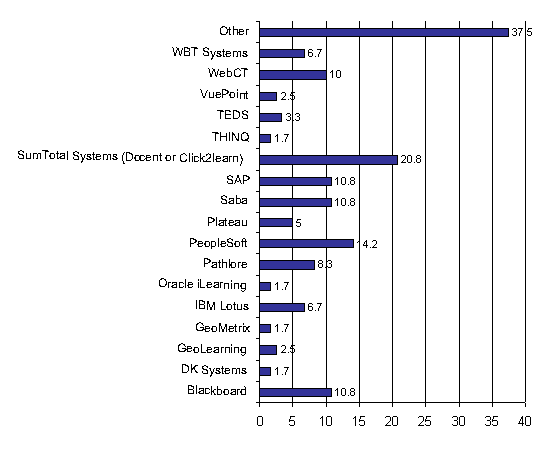 Other 37.5
WBT Systems 6.7
WebCT 10
VuePoint 2.5
TEDS 3.3
THINQ 1.7
SumTotal Systems (Docent or Click2learn) 20.8
SAP 10.8
Saba 10.8
Plateau 5
PeopleSoft 14.2
Pathlore 8.3
Oracle iLearning 1.7
IBM Lotus 6.7
GeoMetrix 1.7
GeoLearning 2.5
DK Systems 1.7
Blackboard 10.8
0 5 10 15 20 25 30 35 40